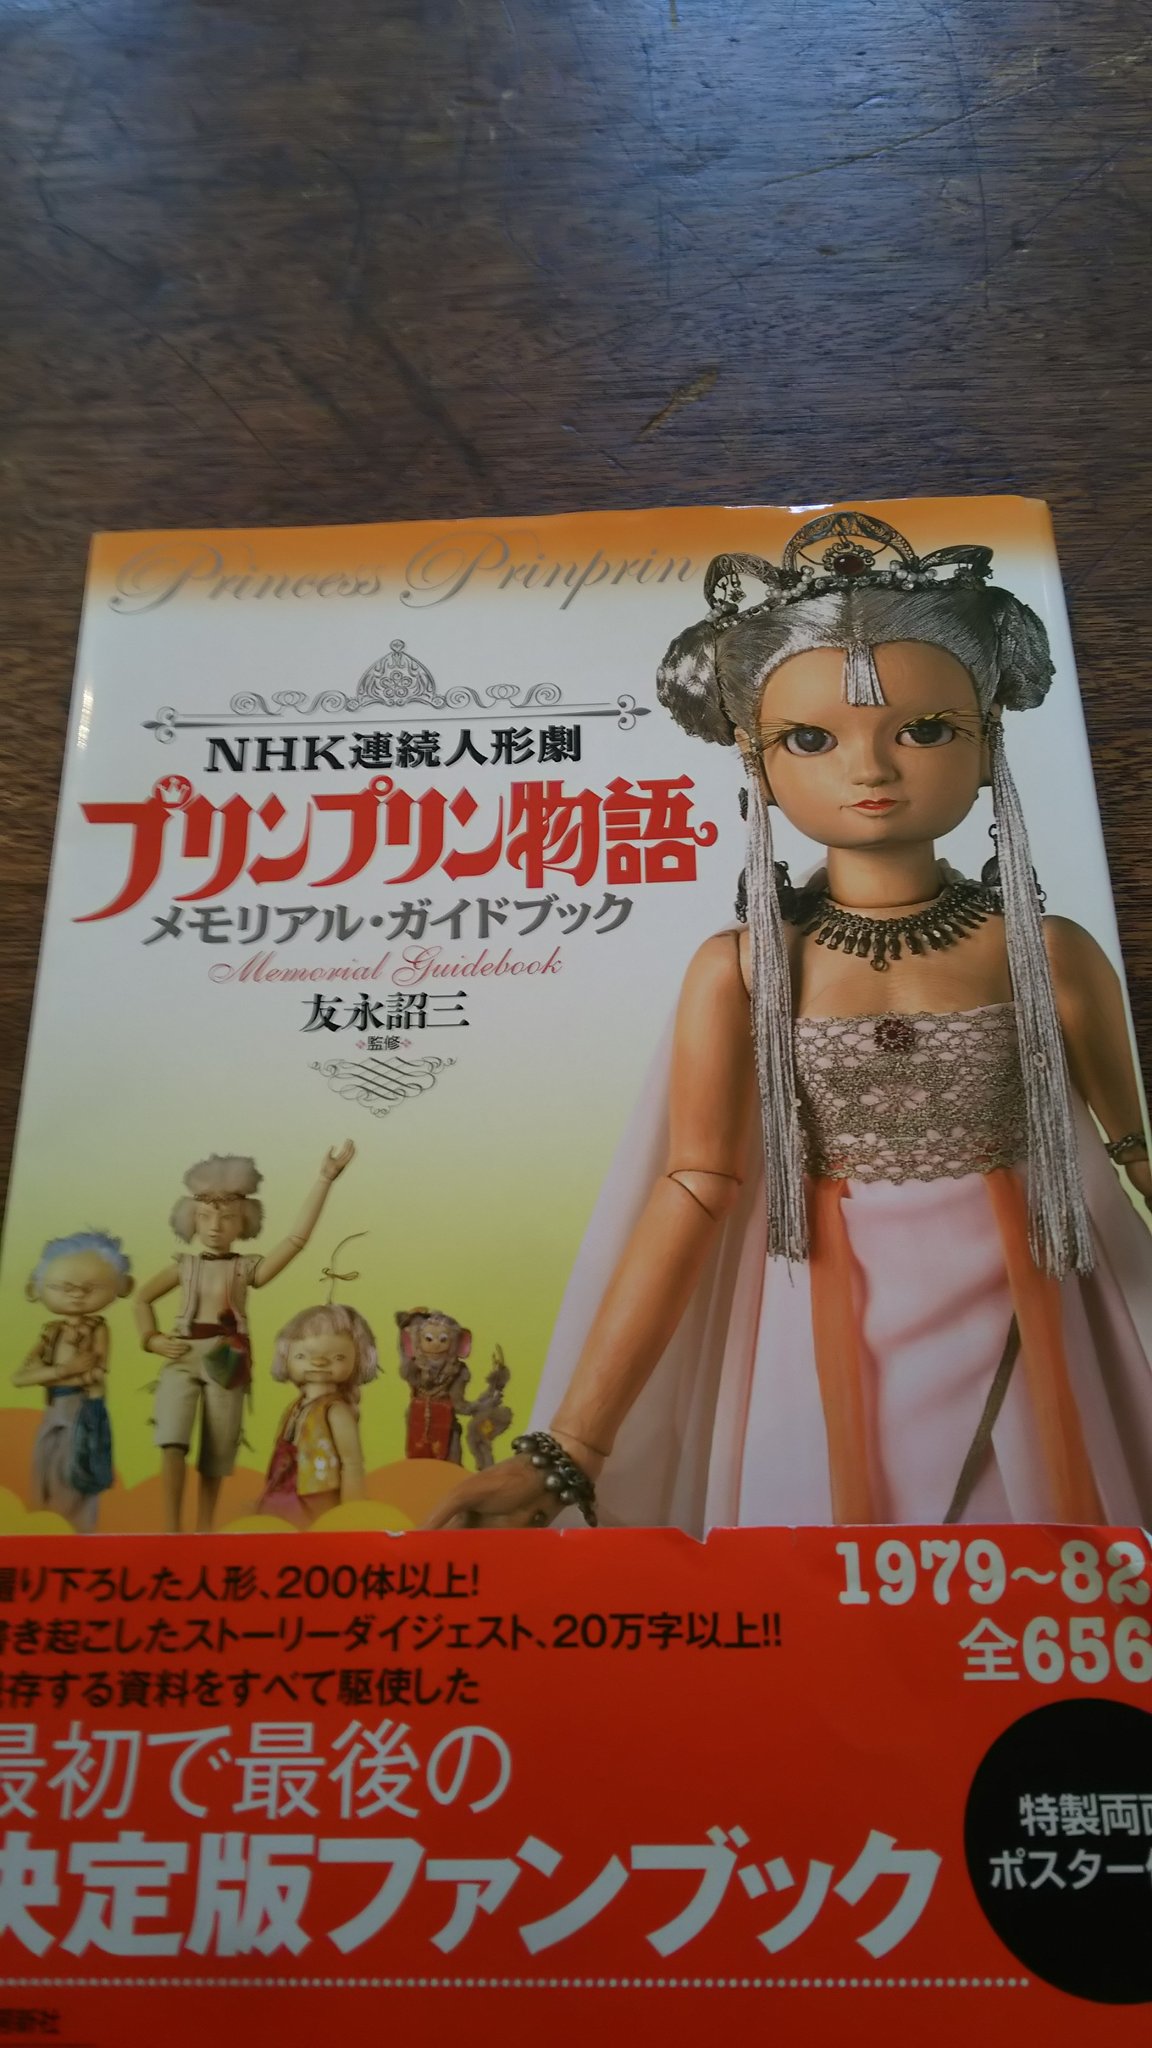 Princess Prinprin
NHK連続人形劇
プリンプリン物語
メモリアル・ガイドブック
Memorial Guidebook
友永詔三
監修
り下ろした人形、200体以上!
き起こしたストーリーダイジェスト、20万字以上!!
存する資料をすべて駆使した
最初で最後の
決定版ファンブック
1979~82
全656
特製両面
ポスター